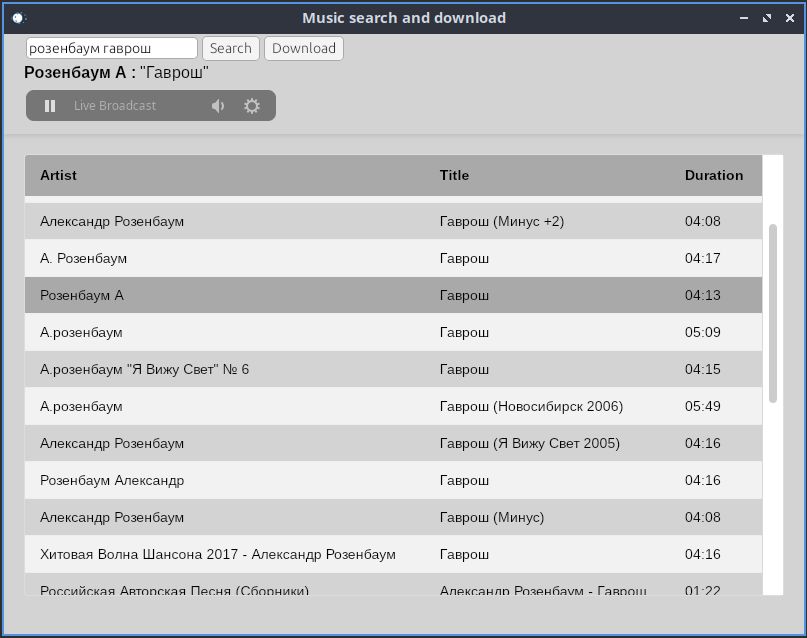 Music search and download
розенбаум гаврош Search Download
Розенбаум А : "Гаврош"
Live Broadcast
Artist Title Duration
Александр Розенбаум Гаврош (Минус +2) 04:08
А. Розенбаум Гаврош 04:17
Розенбаум А Гаврош 04:13
А.розенбаум Гаврош 05:09
А.розенбаум "Я Вижу Свет" № 6 Гаврош 04:15
А.розенбаум Гаврош (Новосибирск 2006) 05:49
Александр Розенбаум Гаврош (Я Вижу Свет 2005) 04:16
Розенбаум Александр Гаврош 04:16
Александр Розенбаум Гаврош (Минус) 04:08
Хитовая Волна Шансона 2017 - Александр Розенбаум Гаврош 04:16
Российская Авторская Песня (Сборники) Александр Розенбаум - Гаврош 01:22